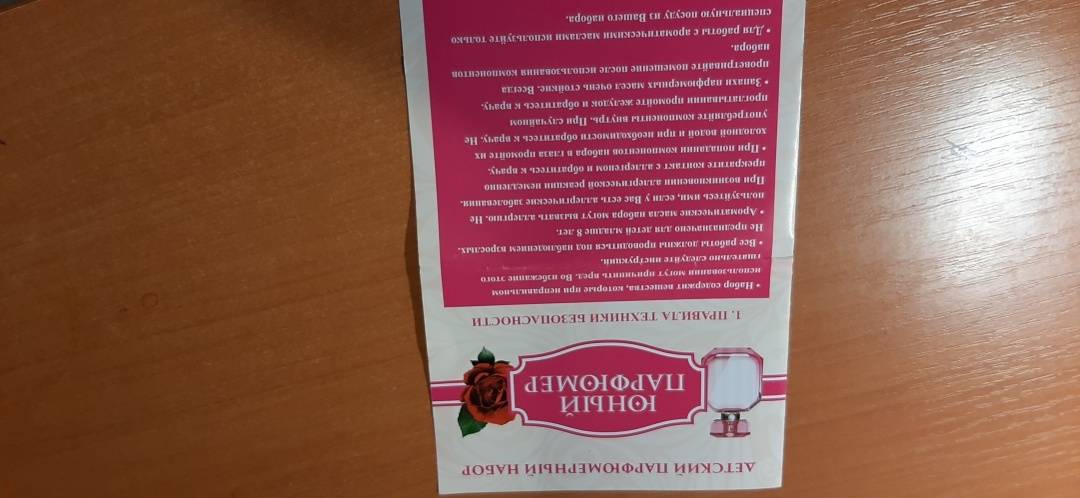 ДЕТСКИЙ ПАРФЮМЕРНЫЙ НАБОР
ЮНЫЙ
ПАРФЮМЕР
1. ПРАВИЛА ТЕХНИКИ БЕЗОПАСНОСТИ
• Набор содержит вещества, которые при неправильном
использовании могут причинить вред. Во избежание этого
тщательно следуйте инструкций.
• Все работы должны проводиться под наблюдением взрослых.
Не предназначено для детей младше 8 лет.
• Ароматические масла набора могут вызвать аллергию. Не
пользуйтесь ими, если у Вас есть аллергические заболевания.
При возникновении аллергической реакции немедленно
прекратите контакт с аллергеном и обратитесь к врачу.
• При попадании компонентов набора в глаза промойте их
холодной водой и при необходимости обратитесь к врачу. Не
употребляйте компоненты внутрь. При случайном
проглатывании промойте желудок и обратитесь к врачу.
• Запахи парфюмерных масел очень стойкие. Всегда
проветривайте помещение после использования компонентов
набора.
• Для работы с ароматическими маслами используйте только
специальную посуду из Вашего набора.